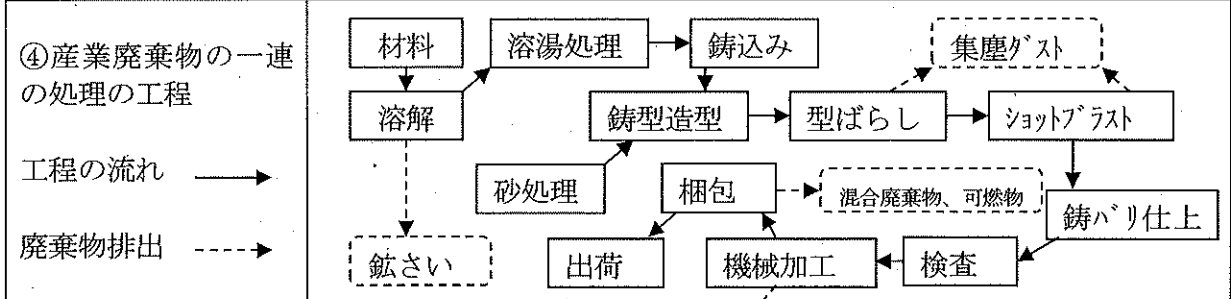 ④産業廃棄物の一連
の処理の工程
工程の流れ
廃棄物排出
材料
溶湯処理
鋳込み
集塵ダスト
溶解
鋳型造型
型ばらし
ショットブラスト
砂処理
梱包
混合廃棄物、可燃物
鋳バリ仕上
鉱さい
出荷
機械加工
検査